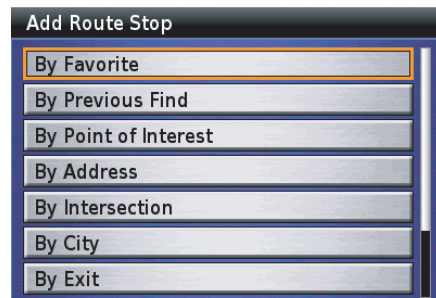 Add Route Stop
By Favorite
By Previous Find
By Point of Interest
By Address
By Intersection
By City
By Exit